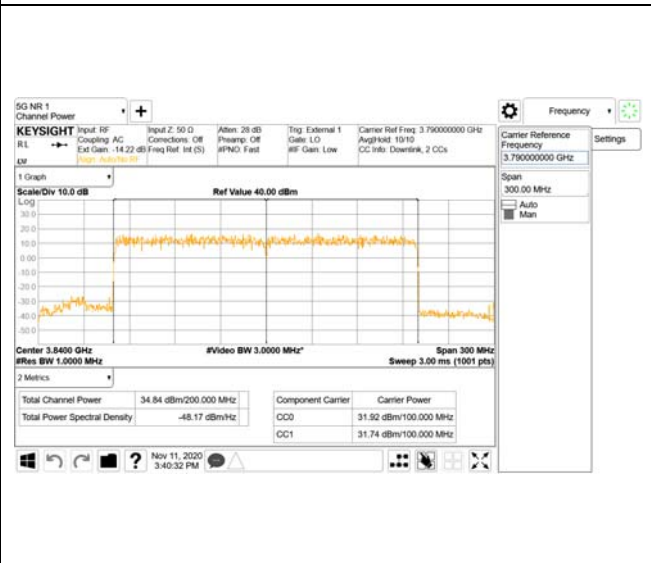 5G NR 1
Channel Power
Frequency
KEYSIGHT
Input: RF
Input Z: 50 Ω
Atten: 28 dB
Trig: External 1
Carrier Ref Freq: 3.790000000 GHz
RL
Coupling: AC
Corrections: Off
Preamp: Off
Gate: LO
Avg|Hold: 10/10
Ext Gain: -14.22 dB
Freq Ref: Int (S)
#PNO: Fast
#IF Gain: Low
CC Info: Downlink, 2 CCs
Align: Auto/No RF
Carrier Reference
Frequency
3.790000000 GHz
Settings
Span
300.00 MHz
Auto
Man
1 Graph
Scale/Div 10.0 dB
Ref Value 40.00 dBm
Log
30.0
20.0
10.0
0.00
-10.0
-20.0
-30.0
-40.0
-50.0
Center 3.8400 GHz
#Video BW 3.0000 MHz*
Span 300 MHz
#Res BW 1.0000 MHz
Sweep 3.00 ms (1001 pts)
2 Metrics
Total Channel Power
34.84 dBm/200.000 MHz
Total Power Spectral Density
-48.17 dBm/Hz
Component Carrier
Carrier Power
CC0
31.92 dBm/100.000 MHz
CC1
31.74 dBm/100.000 MHz
Nov 11, 2020
3:40:32 PM